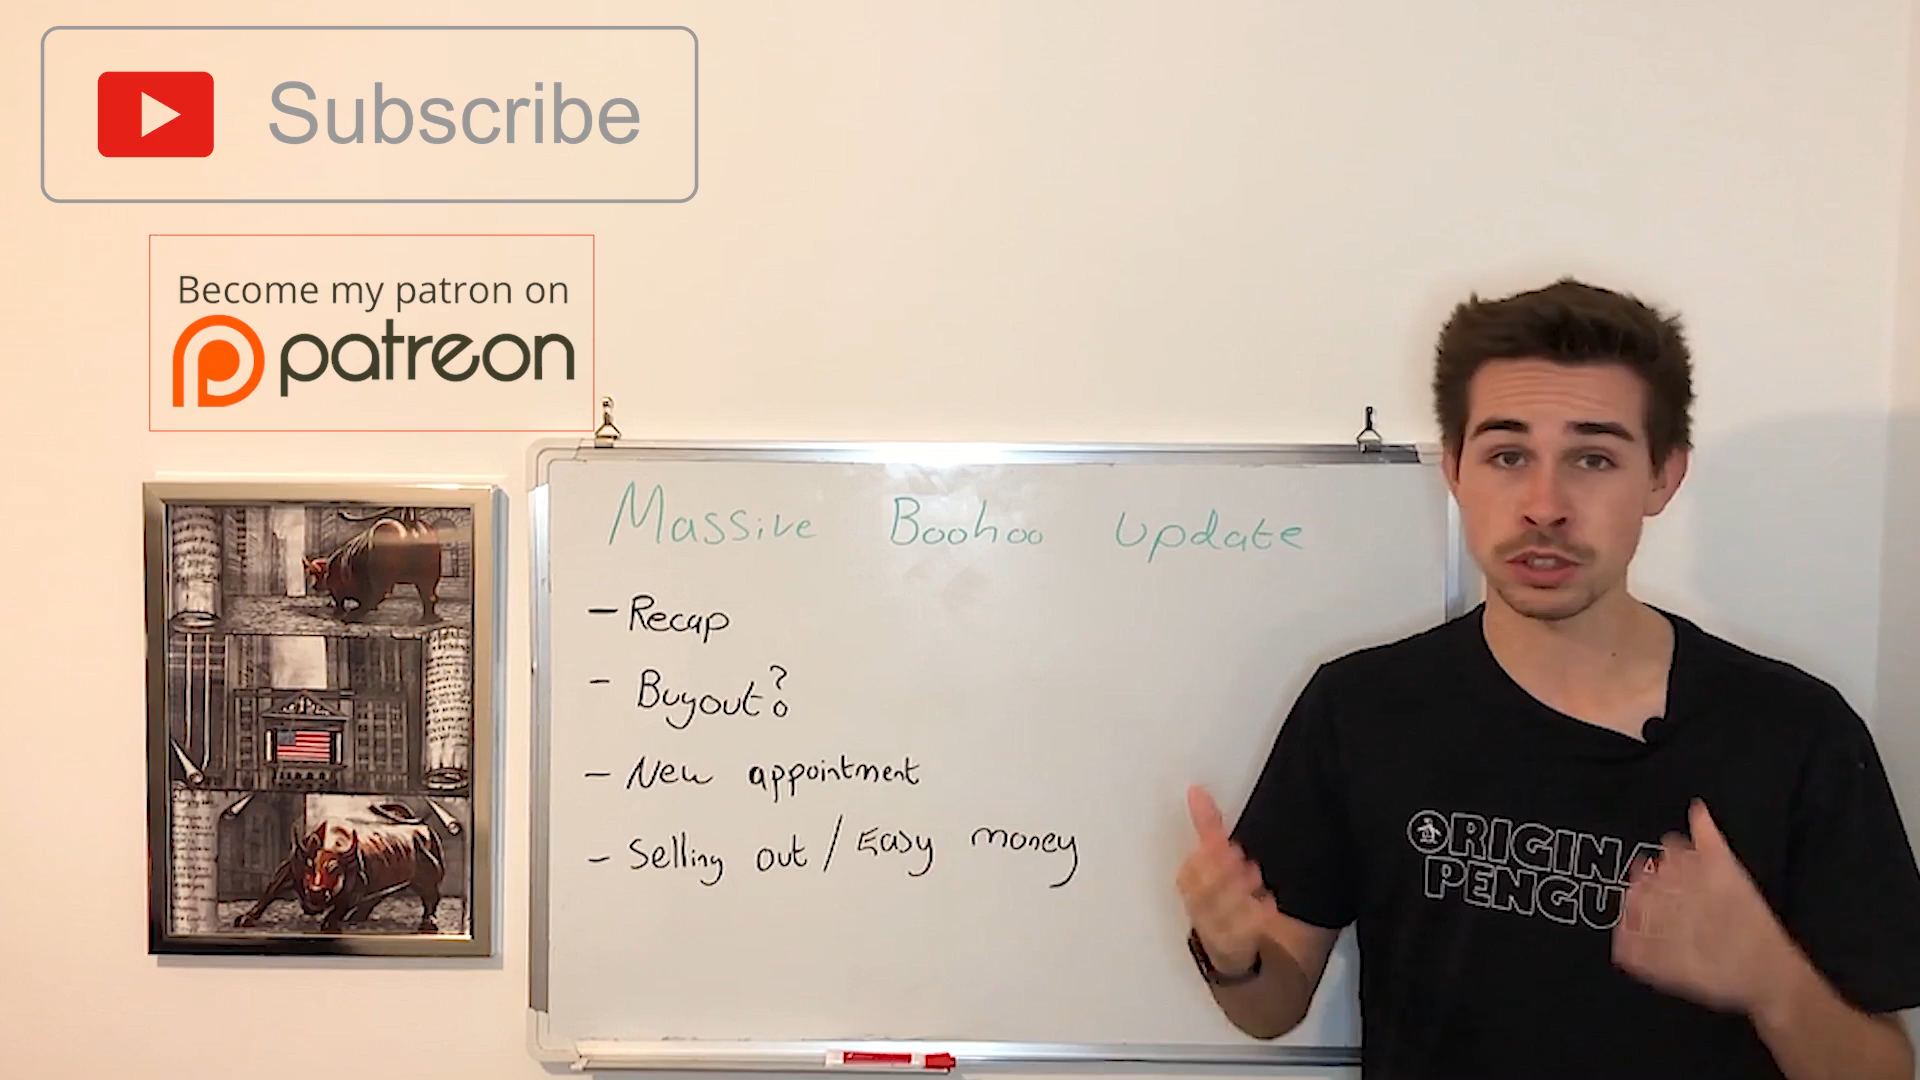 Subscribe
Become my patron on
patreon
Massive Boohoo update
- Recap
- Buyout?
- New appointment
- Selling out / Easy money
ORIGINA
PENGU